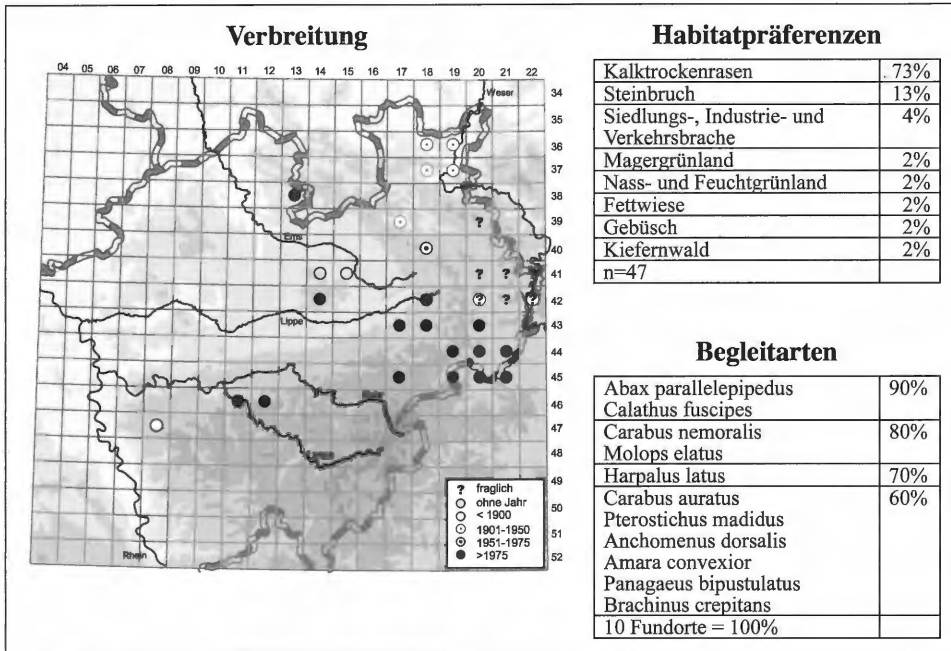 Verbreitung
04 05 06 07 08 09 10 11 12 13 14 15 16 17 18 19 20 21 22
34
35
36
37
38
39
40
41
42
43
44
45
46
47
48
49
50
51
52
Weser
Ems
Lippe
Rhein
?
? ?
? ? ?
? fraglich
ohne Jahr
< 1900
1901-1950
1951-1975
>1975
Habitatpräferenzen
Kalktrockenrasen 73%
Steinbruch 13%
Siedlungs-, Industrie- und 4%
Verkehrsbrache
Magergrünland 2%
Nass- und Feuchtgrünland 2%
Fettwiese 2%
Gebüsch 2%
Kiefernwald 2%
n=47
Begleitarten
Abax parallelepipedus 90%
Calathus fuscipes
Carabus nemoralis 80%
Molops elatus
Harpalus latus 70%
Carabus auratus 60%
Pterostichus madidus
Anchomenus dorsalis
Amara convexior
Panagaeus bipustulatus
Brachinus crepitans
10 Fundorte = 100%